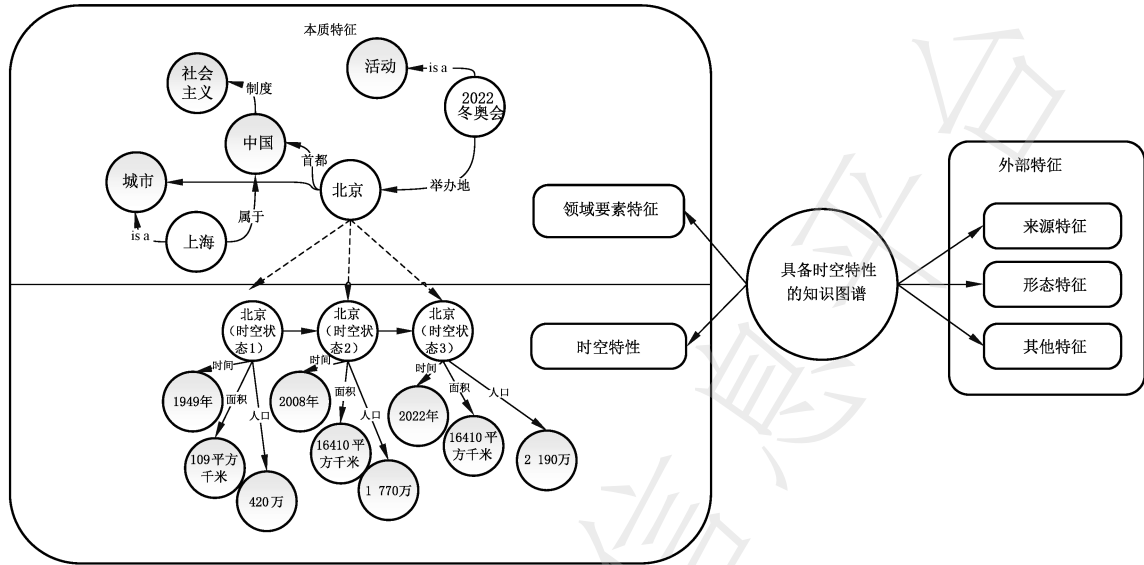 本质特征
社会
主义
制度
中国
活动
is a
2022
冬奥会
首都
城市
北京
举办地
属于
is a
上海
领域要素特征
时空特性
具备时空特性
的知识图谱
外部特征
来源特征
形态特征
其他特征
北京
（时空状
态1）
北京
（时空状
态2）
北京
（时空状
态3）
时间
1949年
面积
109平方
千米
人口
420万
时间
2008年
面积
16410平
方千米
人口
1 770万
时间
2022年
面积
16410平
方千米
人口
2 190万